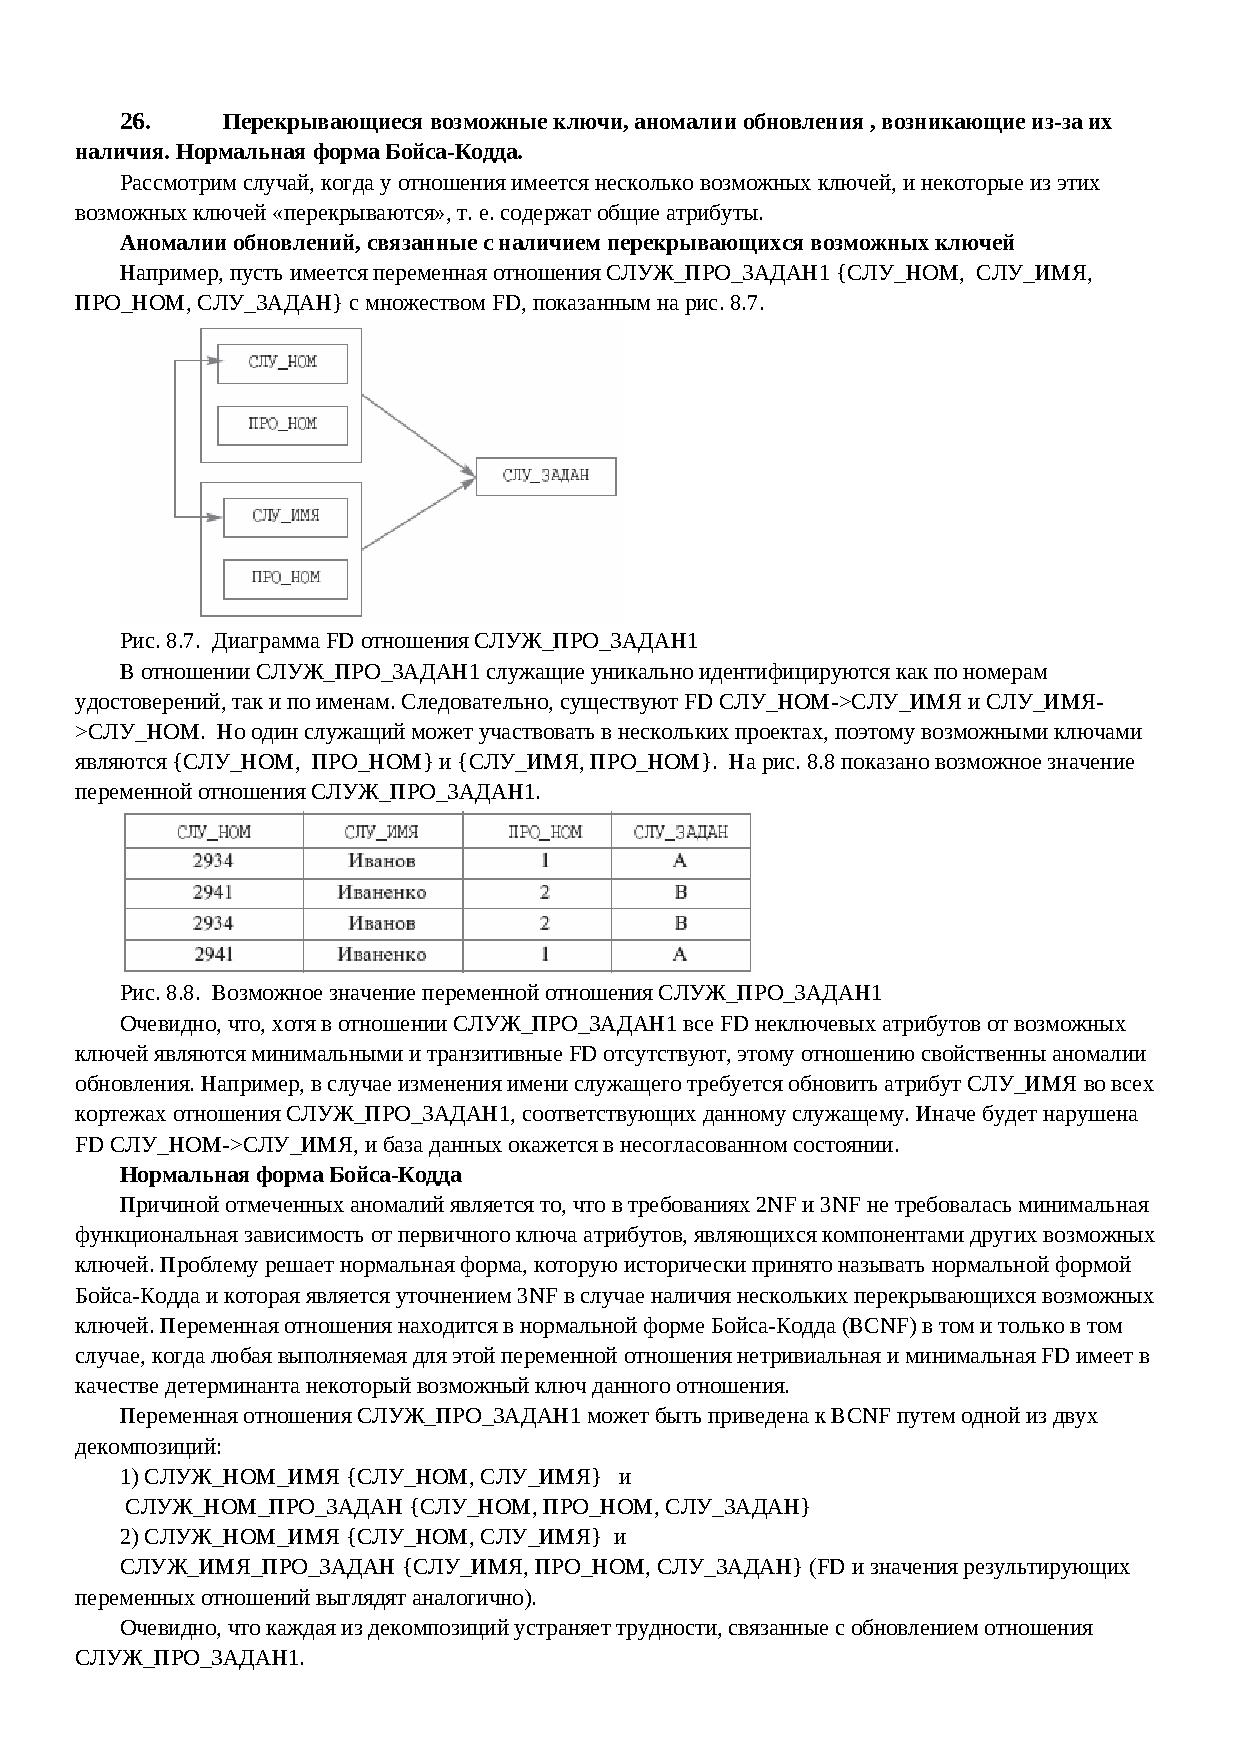 26. Перекрывающиеся возможные ключи, аномалии обновления , возникающие из-за их
наличия. Нормальная форма Бойса-Кодда.
Рассмотрим случай, когда у отношения имеется несколько возможных ключей, и некоторые из этих
возможных ключей «перекрываются», т. е. содержат общие атрибуты.
Аномалии обновлений, связанные с наличием перекрывающихся возможных ключей
Например, пусть имеется переменная отношения СЛУЖ_ПРО_ЗАДАН1 {СЛУ_НОМ, СЛУ_ИМЯ,
ПРО_НОМ, СЛУ_ЗАДАН} с множеством FD, показанным на рис. 8.7.
СЛУ_НОМ
ПРО_НОМ
СЛУ_ЗАДАН
СЛУ_ИМЯ
ПРО_НОМ
Рис. 8.7. Диаграмма FD отношения СЛУЖ_ПРО_ЗАДАН1
В отношении СЛУЖ_ПРО_ЗАДАН1 служащие уникально идентифицируются как по номерам
удостоверений, так и по именам. Следовательно, существуют FD СЛУ_НОМ->СЛУ_ИМЯ и СЛУ_ИМЯ-
>СЛУ_НОМ. Но один служащий может участвовать в нескольких проектах, поэтому возможными ключами
являются {СЛУ_НОМ, ПРО_НОМ} и {СЛУ_ИМЯ, ПРО_НОМ}. На рис. 8.8 показано возможное значение
переменной отношения СЛУЖ_ПРО_ЗАДАН1.
СЛУ_НОМ СЛУ_ИМЯ ПРО_НОМ СЛУ_ЗАДАН
2934 Иванов 1 А
2941 Иваненко 2 В
2934 Иванов 2 В
2941 Иваненко 1 А
Рис. 8.8. Возможное значение переменной отношения СЛУЖ_ПРО_ЗАДАН1
Очевидно, что, хотя в отношении СЛУЖ_ПРО_ЗАДАН1 все FD неключевых атрибутов от возможных
ключей являются минимальными и транзитивные FD отсутствуют, этому отношению свойственны аномалии
обновления. Например, в случае изменения имени служащего требуется обновить атрибут СЛУ_ИМЯ во всех
кортежах отношения СЛУЖ_ПРО_ЗАДАН1, соответствующих данному служащему. Иначе будет нарушена
FD СЛУ_НОМ->СЛУ_ИМЯ, и база данных окажется в несогласованном состоянии.
Нормальная форма Бойса-Кодда
Причиной отмеченных аномалий является то, что в требованиях 2NF и 3NF не требовалась минимальная
функциональная зависимость от первичного ключа атрибутов, являющихся компонентами других возможных
ключей. Проблему решает нормальная форма, которую исторически принято называть нормальной формой
Бойса-Кодда и которая является уточнением 3NF в случае наличия нескольких перекрывающихся возможных
ключей. Переменная отношения находится в нормальной форме Бойса-Кодда (BCNF) в том и только в том
случае, когда любая выполняемая для этой переменной отношения нетривиальная и минимальная FD имеет в
качестве детерминанта некоторый возможный ключ данного отношения.
Переменная отношения СЛУЖ_ПРО_ЗАДАН1 может быть приведена к BCNF путем одной из двух
декомпозиций:
1) СЛУЖ_НОМ_ИМЯ {СЛУ_НОМ, СЛУ_ИМЯ} и
СЛУЖ_НОМ_ПРО_ЗАДАН {СЛУ_НОМ, ПРО_НОМ, СЛУ_ЗАДАН}
2) СЛУЖ_НОМ_ИМЯ {СЛУ_НОМ, СЛУ_ИМЯ} и
СЛУЖ_ИМЯ_ПРО_ЗАДАН {СЛУ_ИМЯ, ПРО_НОМ, СЛУ_ЗАДАН} (FD и значения результирующих
переменных отношений выглядят аналогично).
Очевидно, что каждая из декомпозиций устраняет трудности, связанные с обновлением отношения
СЛУЖ_ПРО_ЗАДАН1.